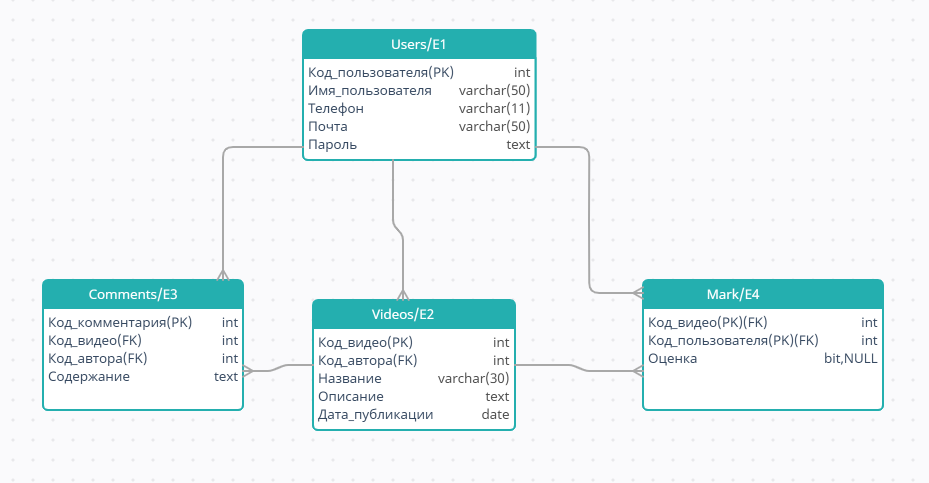 Users/E1
Код_пользователя(PK) int
Имя_пользователя varchar(50)
Телефон varchar(11)
Почта varchar(50)
Пароль text
Comments/E3
Код_комментария(PK) int
Код_видео(FK) int
Код_автора(FK) int
Содержание text
Videos/E2
Код_видео(PK) int
Код_автора(FK) int
Название varchar(30)
Описание text
Дата_публикации date
Mark/E4
Код_видео(PK)(FK) int
Код_пользователя(PK)(FK) int
Оценка bit,NULL